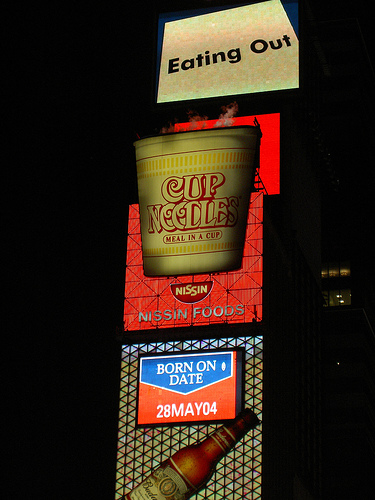 Eating Out
CUP
NOODLES
MEAL IN A CUP
NISSIN
NISSIN FOODS
BORN ON
DATE
28MAY04